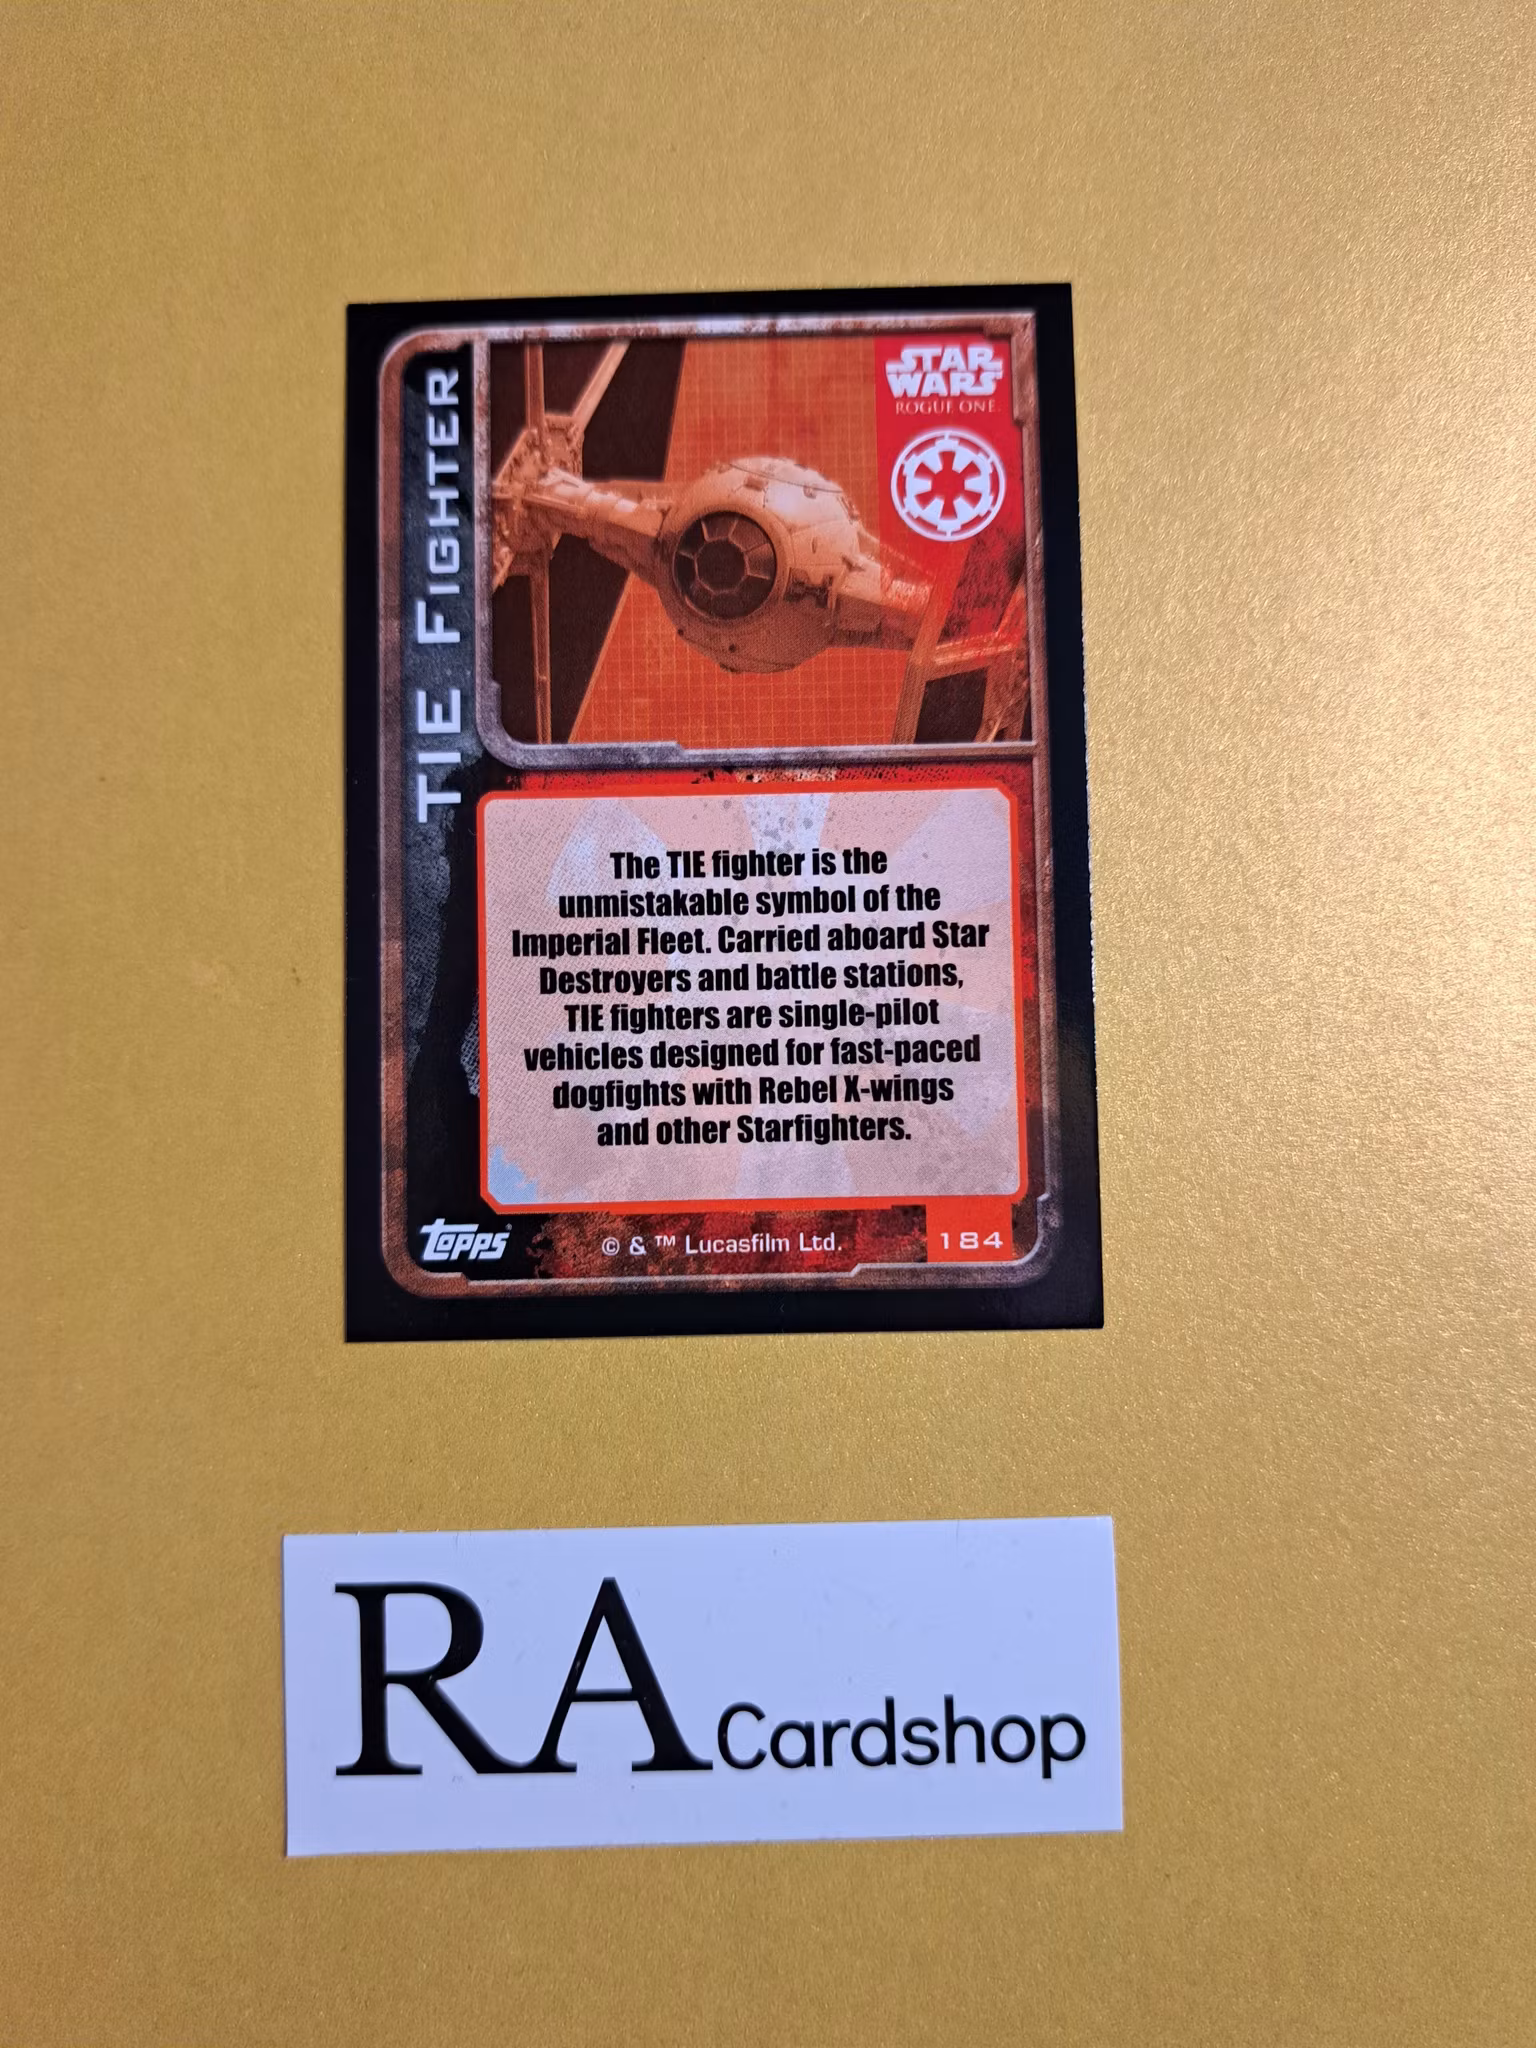 TIE FIGHTER
STAR
WARS
ROGUE ONE
The TIE fighter is the
unmistakable symbol of the
Imperial Fleet. Carried aboard Star
Destroyers and battle stations,
TIE fighters are single-pilot
vehicles designed for fast-paced
dogfights with Rebel X-wings
and other Starfighters.
Topps®
© & ™ Lucasfilm Ltd.
184
RA Cardshop